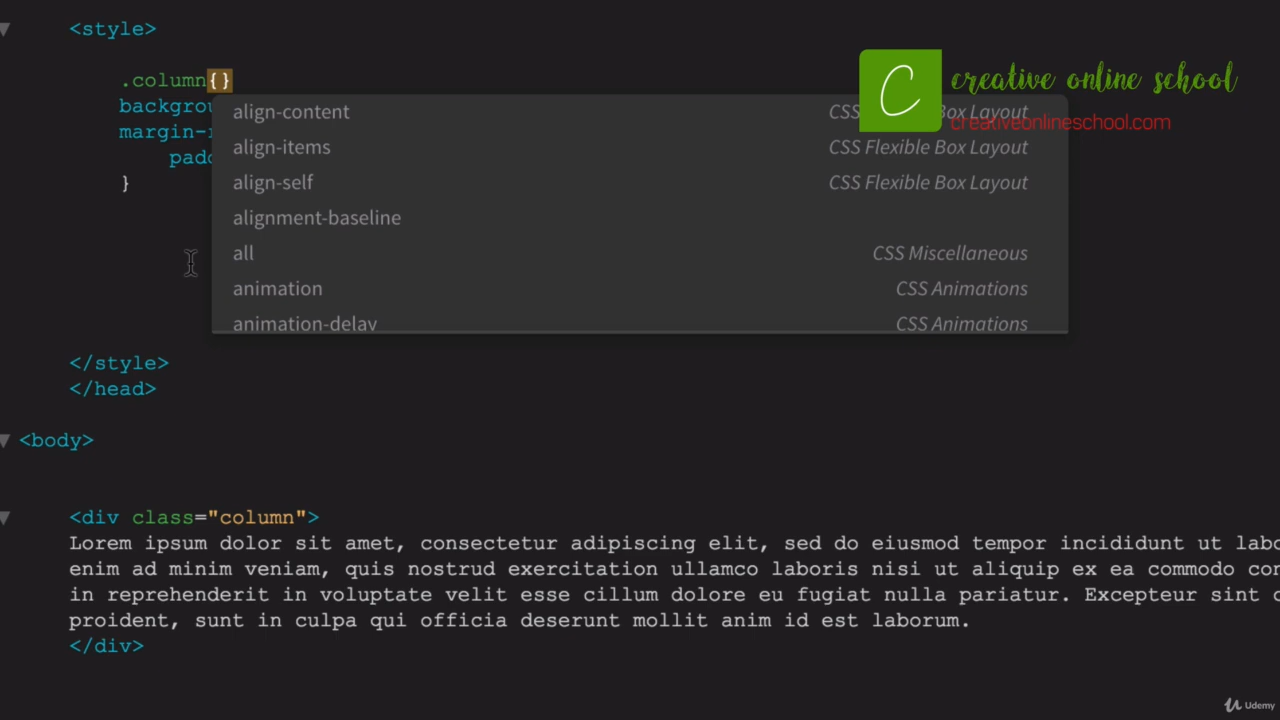 <style>
.column{}
backgrou
margin-r
padd
}
align-content CSS Flexible Box Layout
align-items CSS Flexible Box Layout
align-self CSS Flexible Box Layout
alignment-baseline
all CSS Miscellaneous
animation CSS Animations
animation-delay CSS Animations
C creative online school
creativeonlineschool.com
</style>
</head>
<body>
<div class="column">
Lorem ipsum dolor sit amet, consectetur adipiscing elit, sed do eiusmod tempor incididunt ut labo
enim ad minim veniam, quis nostrud exercitation ullamco laboris nisi ut aliquip ex ea commodo con
in reprehenderit in voluptate velit esse cillum dolore eu fugiat nulla pariatur. Excepteur sint
proident, sunt in culpa qui officia deserunt mollit anim id est laborum.
</div>
Udemy